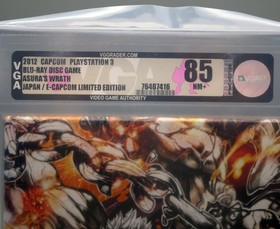 VGGRADER.COM
VGA
2012 CAPCOM PLAYSTATION 3
BLU-RAY DISC GAME
ASURA'S WRATH
JAPAN / E-CAPCOM LIMITED EDITION
76487416
85
NM+
VIDEO GAME AUTHORITY